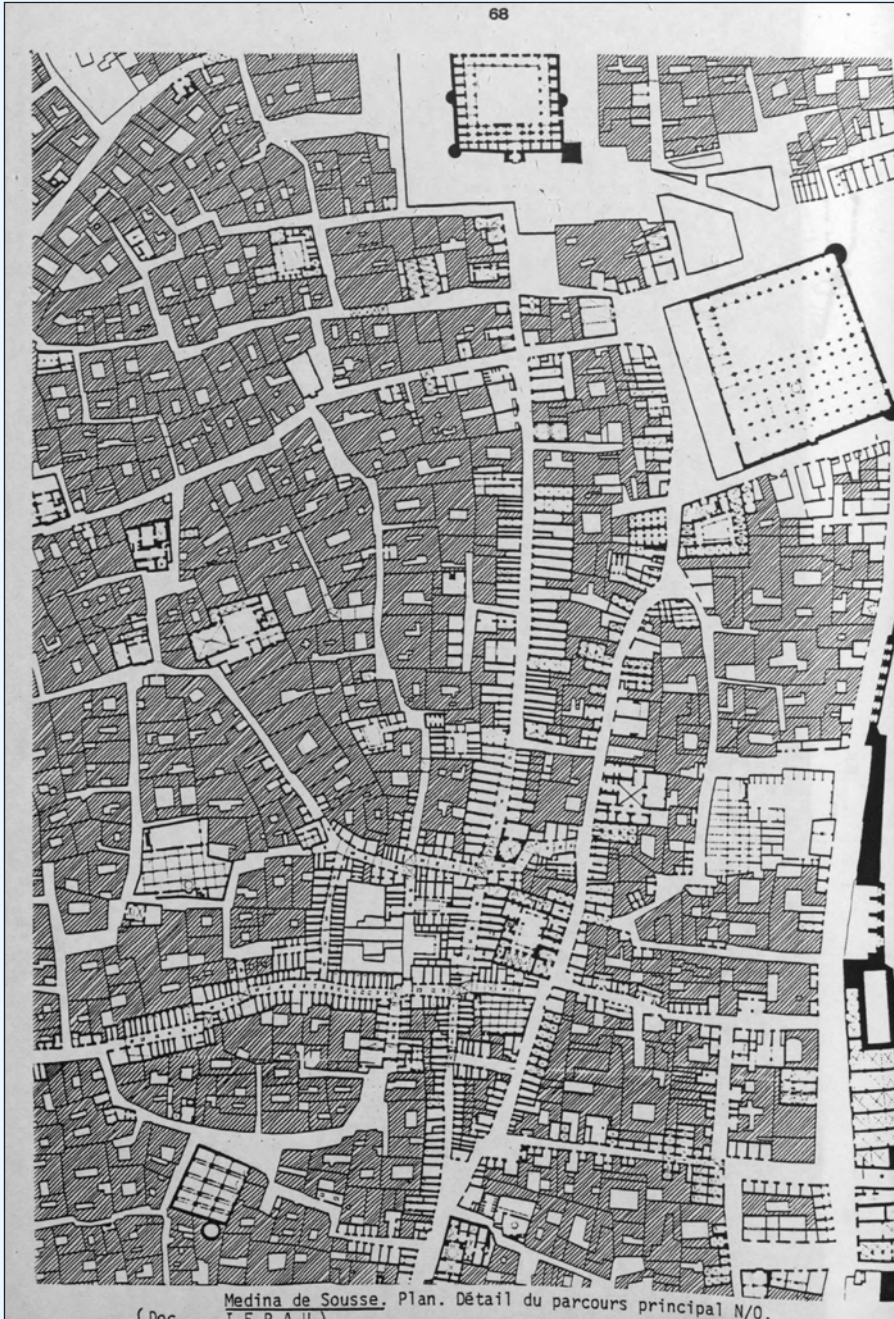 68
Medina de Sousse. Plan. Détail du parcours principal N/O.
(Doc. I.E.R.A.U)